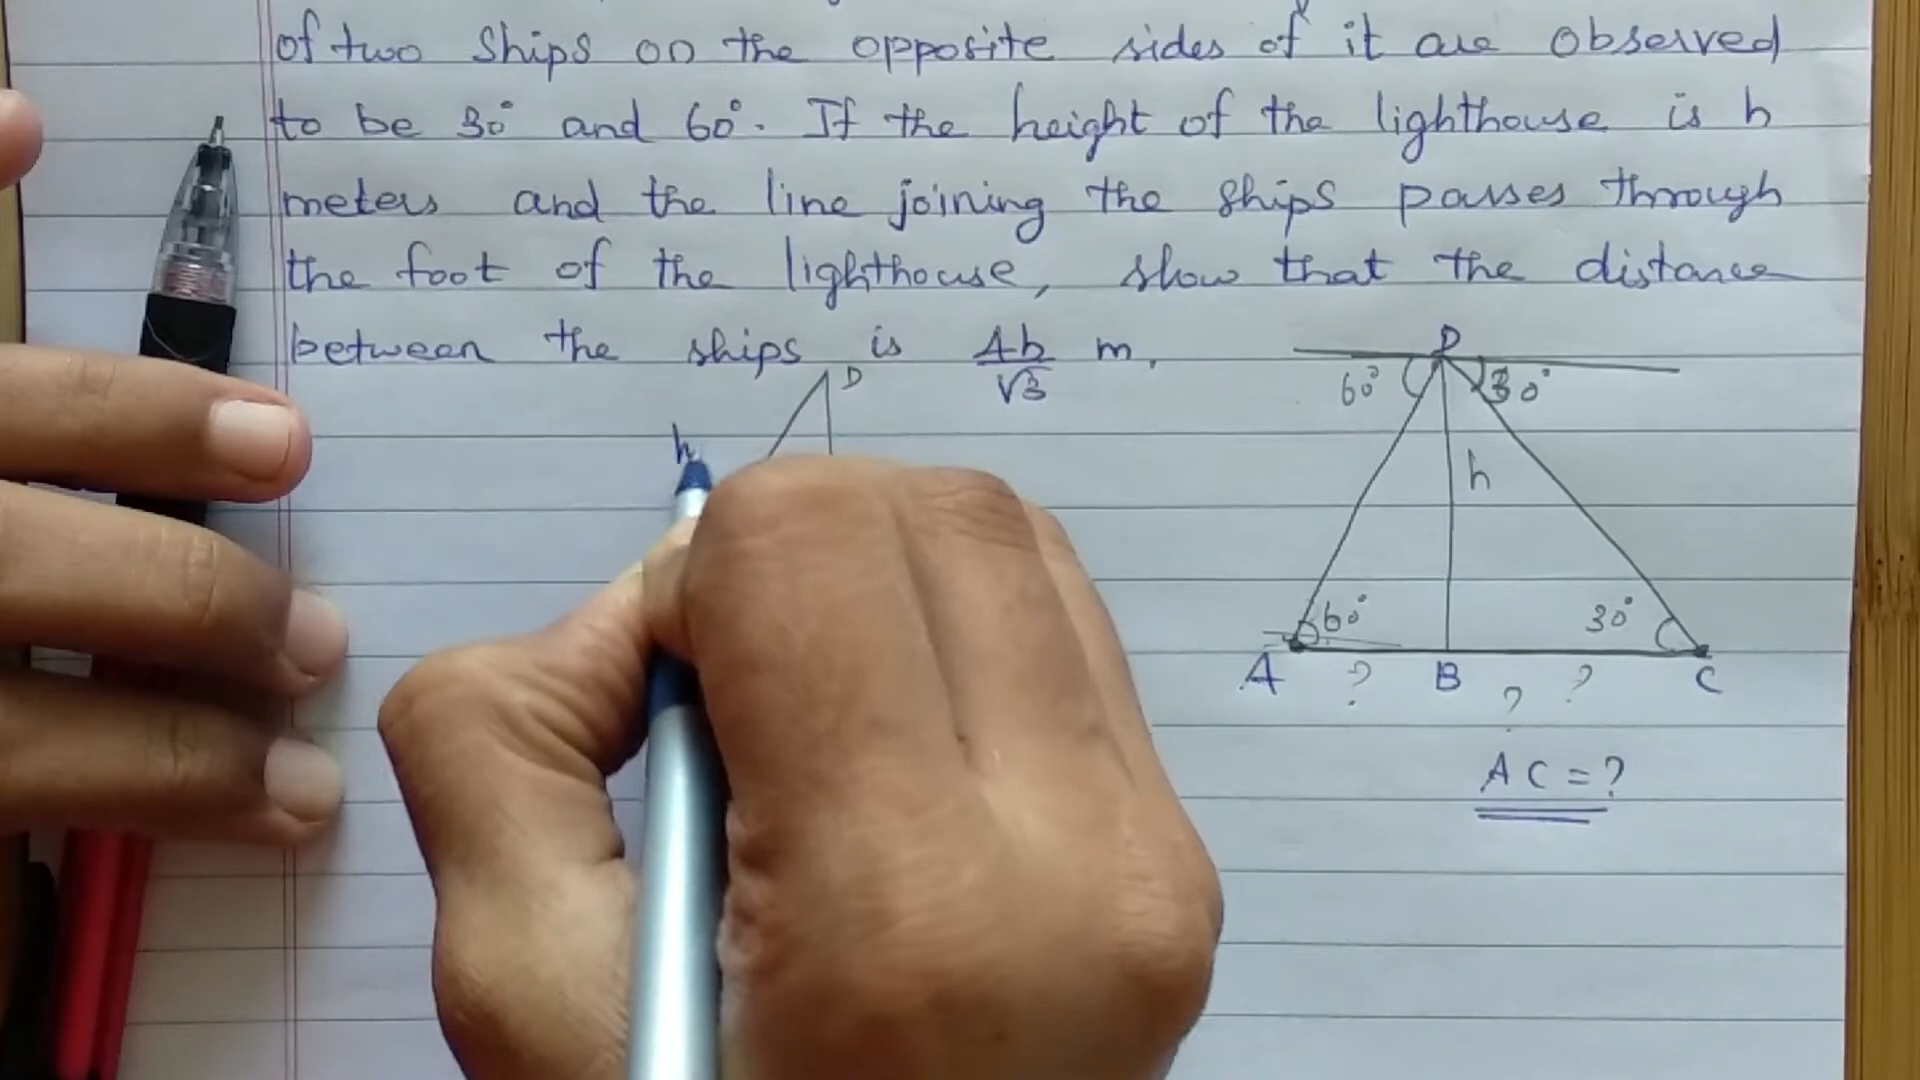 of two ships on the opposite sides of it are observed
to be 30° and 60°. If the height of the lighthouse is h
meters and the line joining the ships passes through
the foot of the lighthouse, show that the distance
between the ships is 4h/√3 m.
D
60° 30°
D
h
h
60° 30°
A ? B ? ? C
AC = ?